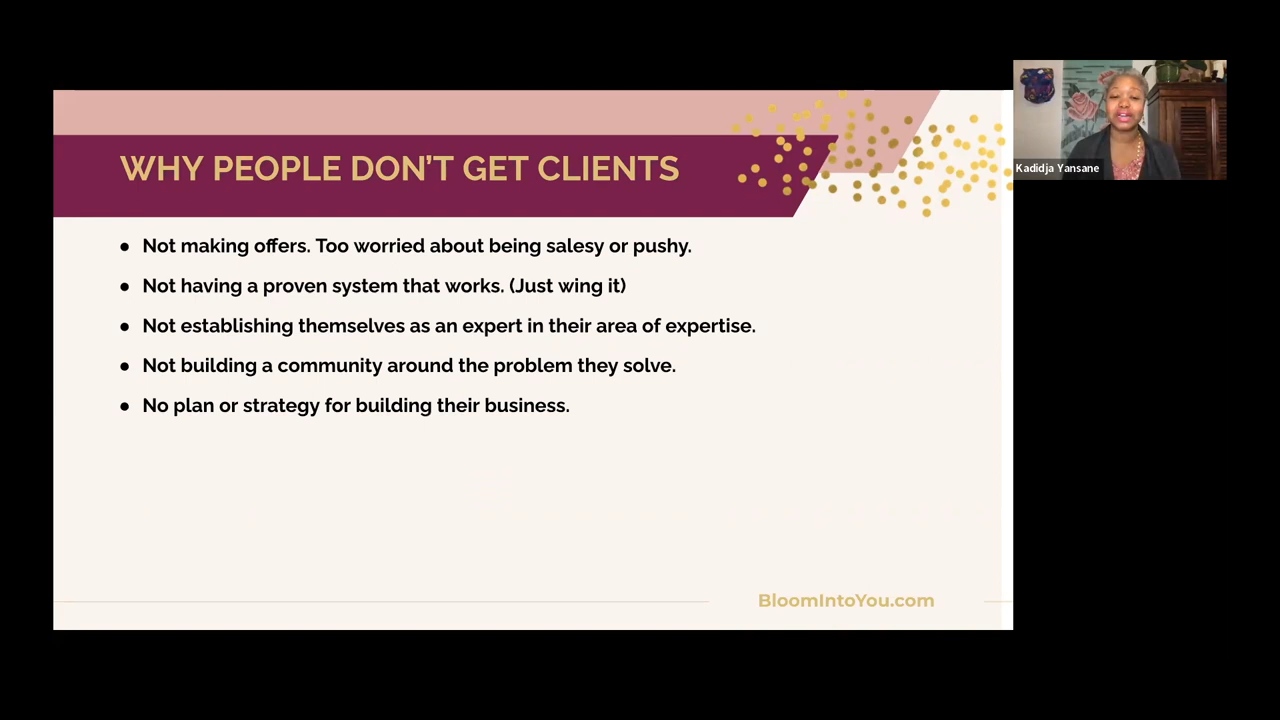 WHY PEOPLE DON’T GET CLIENTS
● Not making offers. Too worried about being salesy or pushy.
● Not having a proven system that works. (Just wing it)
● Not establishing themselves as an expert in their area of expertise.
● Not building a community around the problem they solve.
● No plan or strategy for building their business.
BloomIntoYou.com
Kadidja Yansane